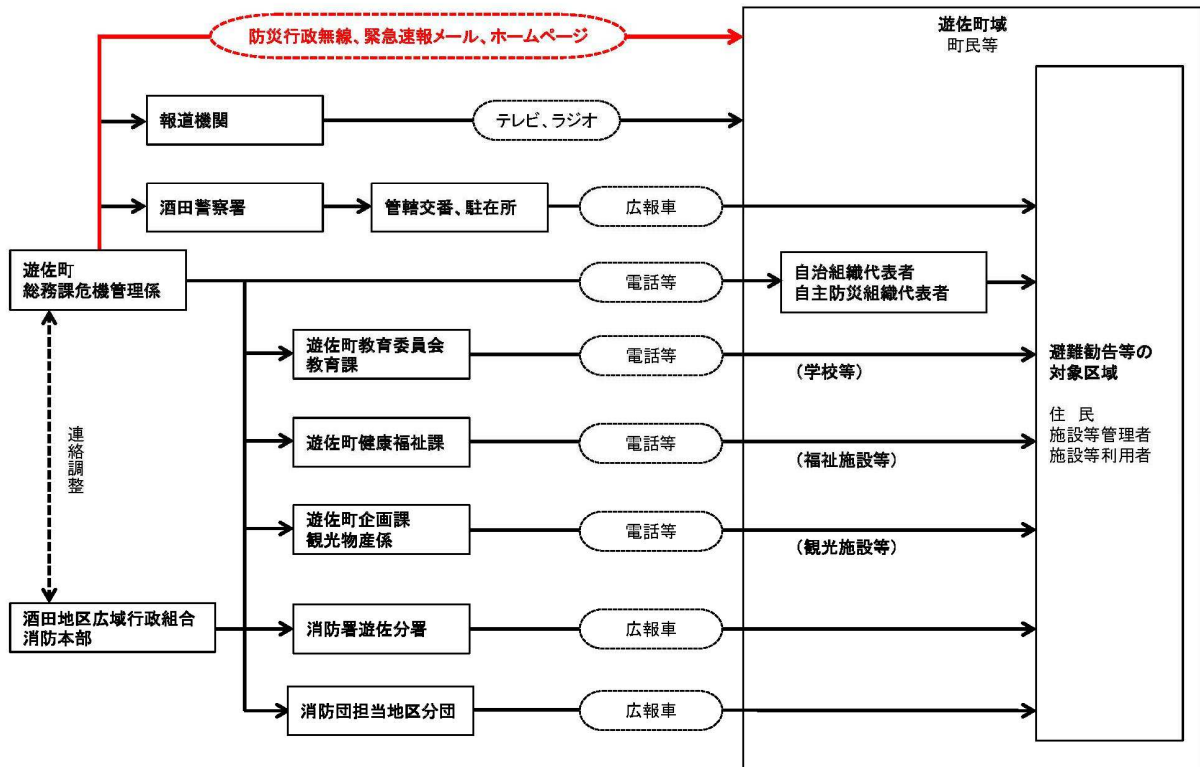 防災行政無線、緊急速報メール、ホームページ
遊佐町域
町民等
報道機関
テレビ、ラジオ
酒田警察署
管轄交番、駐在所
広報車
遊佐町
総務課危機管理係
電話等
自治組織代表者
自主防災組織代表者
遊佐町教育委員会
教育課
電話等
(学校等)
避難勧告等の
対象区域
住 民
施設等管理者
施設等利用者
連絡調整
遊佐町健康福祉課
電話等
(福祉施設等)
遊佐町企画課
観光物産係
電話等
(観光施設等)
酒田地区広域行政組合
消防本部
消防署遊佐分署
広報車
消防団担当地区分団
広報車